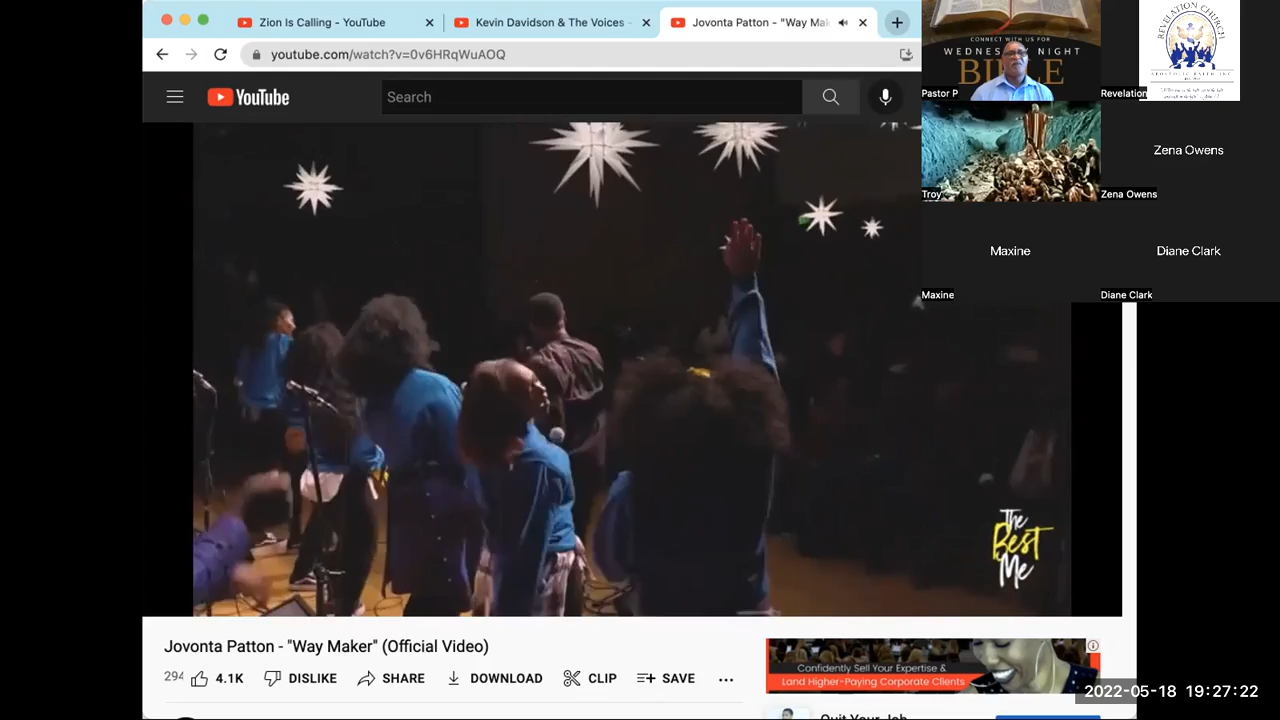 Zion Is Calling - YouTube
Kevin Davidson & The Voices -
Jovonta Patton - "Way Mak
youtube.com/watch?v=0v6HRqWuAOQ
YouTube
Search
CONNECT WITH US FOR
WEDNESDAY NIGHT
BIBLE
Pastor P
REVELATION CHURCH
APOSTOLIC FAITH INC
Revelation
Troy
Zena Owens
Zena Owens
Maxine
Diane Clark
Maxine
Diane Clark
The
Best
Me
Jovonta Patton - "Way Maker" (Official Video)
294
4.1K
DISLIKE
SHARE
DOWNLOAD
CLIP
SAVE
Confidently Sell Your Expertise &
Land Higher-Paying Corporate Clients
2022-05-18 19:27:22
Quit Your Job